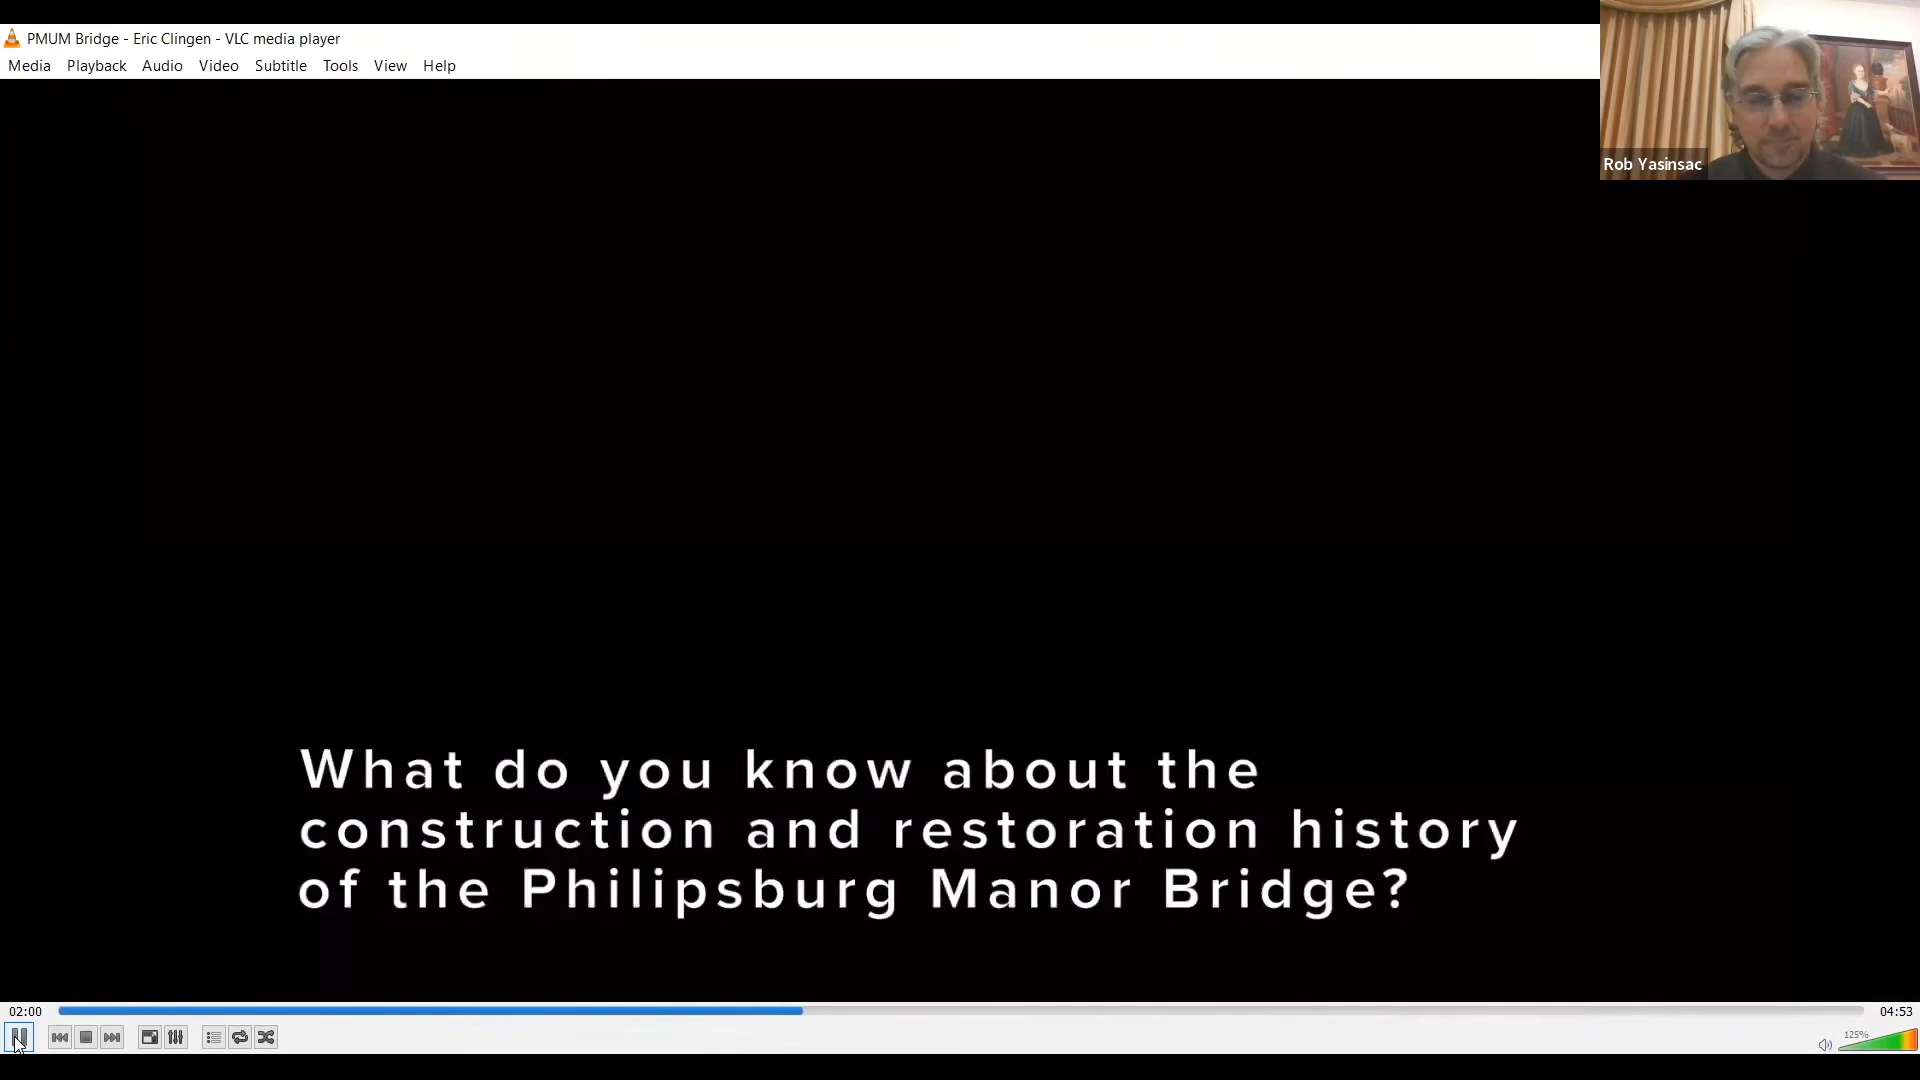 PMUM Bridge - Eric Clingen - VLC media player
Media Playback Audio Video Subtitle Tools View Help
Rob Yasinsac
What do you know about the
construction and restoration history
of the Philipsburg Manor Bridge?
02:00
04:53
125%